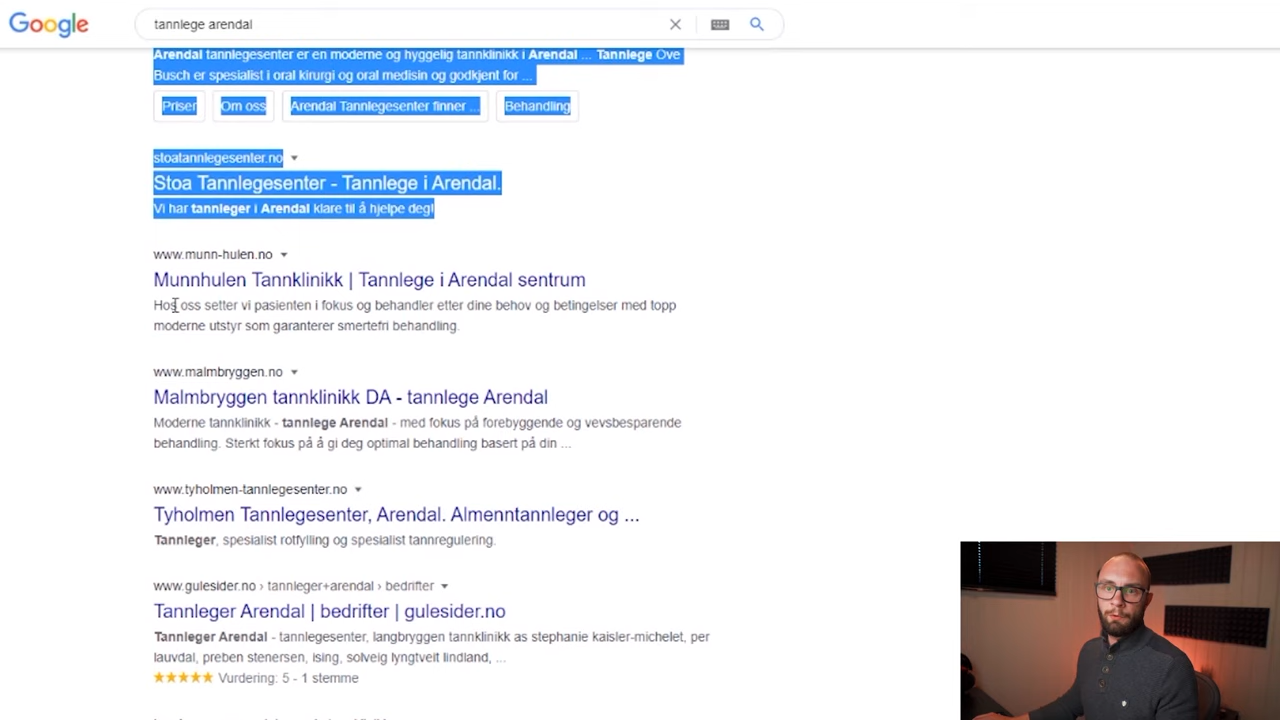 Google
tannlege arendal
Arendal tannlegesenter er en moderne og hyggelig tannklinikk i Arendal ... Tannlege Ove
Busch er spesialist i oral kirurgi og oral medisin og godkjent for ...
Priser
Om oss
Arendal Tannlegesenter finner ...
Behandling
stoatannlegesenter.no
Stoa Tannlegesenter - Tannlege i Arendal.
Vi har tannleger i Arendal klare til å hjelpe deg!
www.munn-hulen.no
Munnhulen Tannklinikk | Tannlege i Arendal sentrum
Hos oss setter vi pasienten i fokus og behandler etter dine behov og betingelser med topp
moderne utstyr som garanterer smertefri behandling.
www.malmbryggen.no
Malmbryggen tannklinikk DA - tannlege Arendal
Moderne tannklinikk - tannlege Arendal - med fokus på forebyggende og vevsbesparende
behandling. Sterkt fokus på å gi deg optimal behandling basert på din ...
www.tyholmen-tannlegesenter.no
Tyholmen Tannlegesenter, Arendal. Almenntannleger og ...
Tannleger, spesialist rotfylling og spesialist tannregulering.
www.gulesider.no › tannleger+arendal › bedrifter
Tannleger Arendal | bedrifter | gulesider.no
Tannleger Arendal - tannlegesenter, langbryggen tannklinikk as stephanie kaisler-michelet, per
lauvdal, preben stenersen, ising, solveig lyngtveit lindland, ...
Vurdering: 5 - 1 stemme